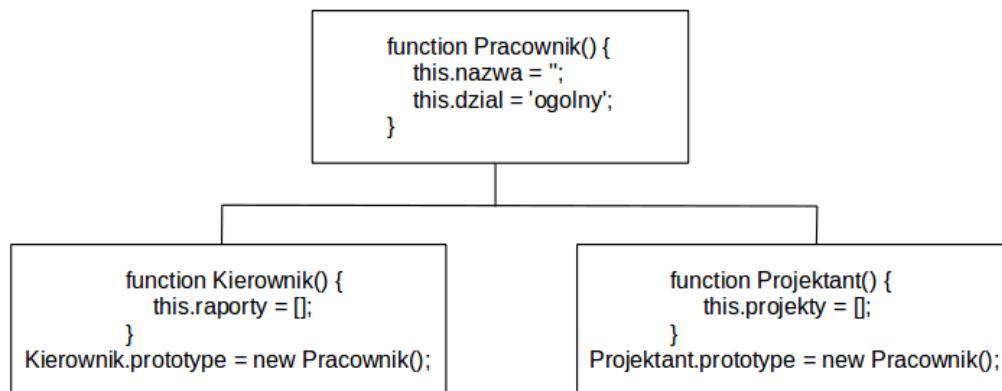 function Pracownik() {
this.nazwa = '';
this.dzial = 'ogolny';
}
function Kierownik() {
this.raporty = [];
}
Kierownik.prototype = new Pracownik();
function Projektant() {
this.projekty = [];
}
Projektant.prototype = new Pracownik();